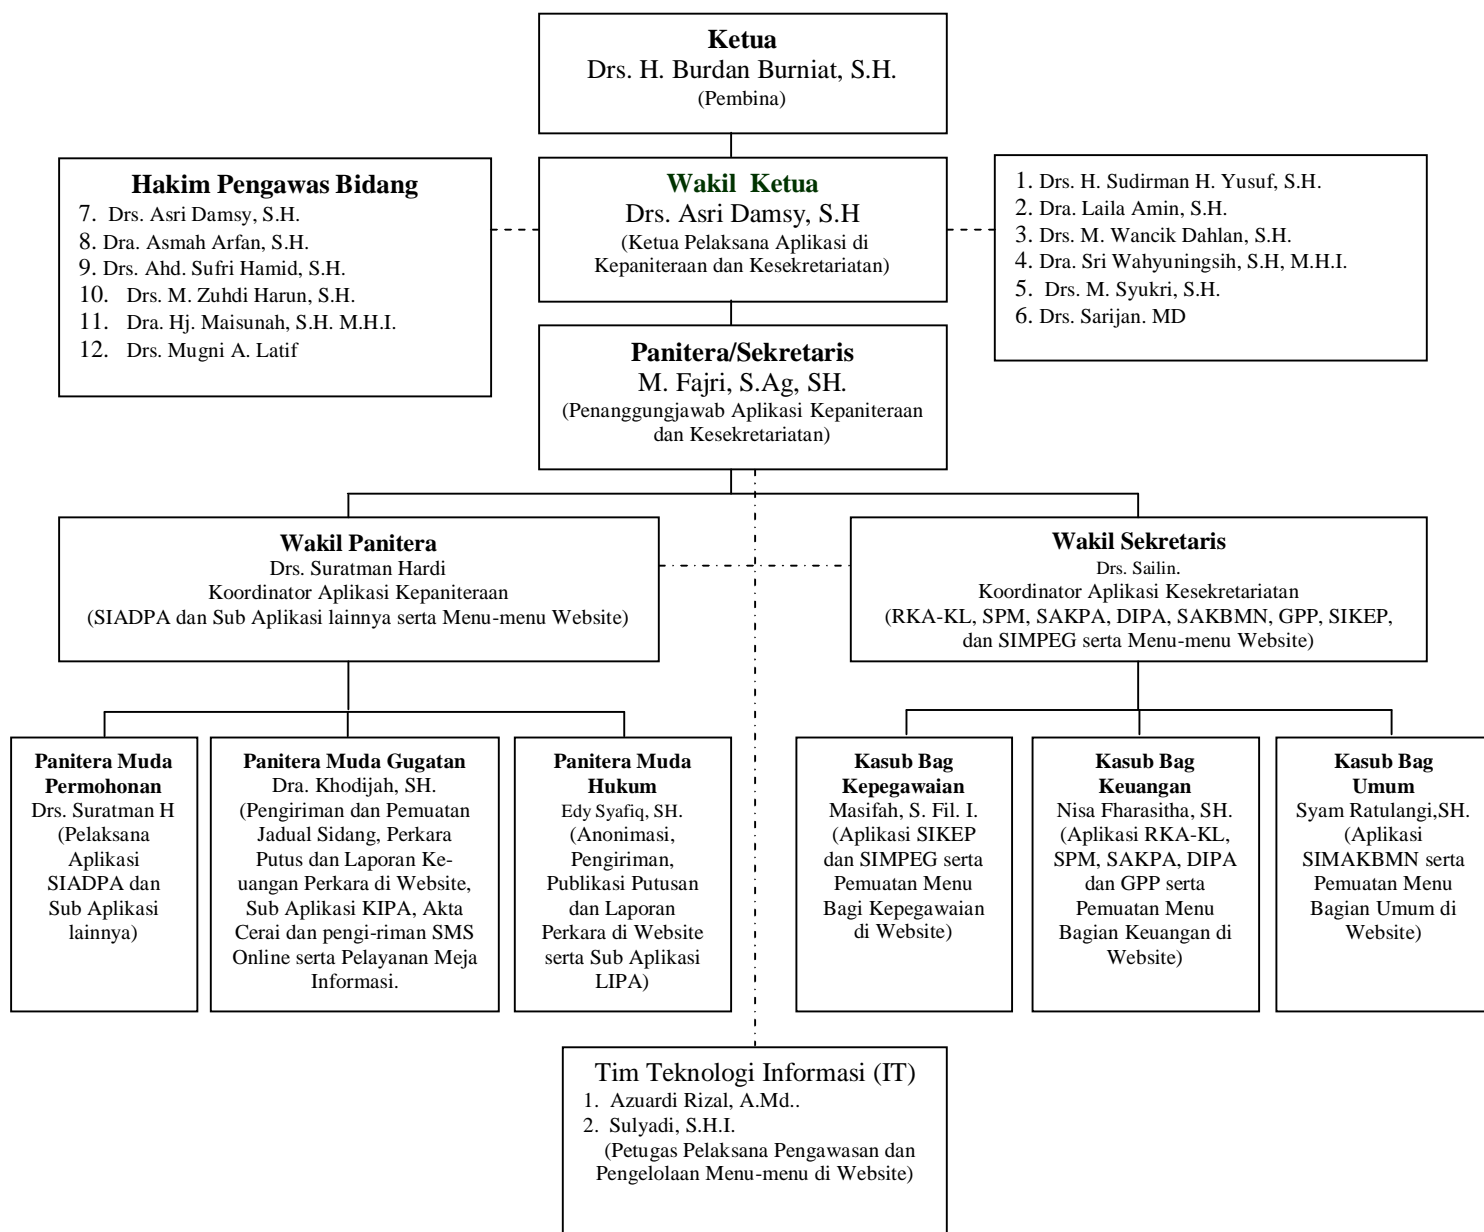 Ketua
Drs. H. Burdan Burniat, S.H.
(Pembina)
Hakim Pengawas Bidang
7. Drs. Asri Damsy, S.H.
8. Dra. Asmah Arfan, S.H.
9. Drs. Ahd. Sufri Hamid, S.H.
10. Drs. M. Zuhdi Harun, S.H.
11. Dra. Hj. Maisunah, S.H. M.H.I.
12. Drs. Mugni A. Latif
Wakil Ketua
Drs. Asri Damsy, S.H
(Ketua Pelaksana Aplikasi di
Kepaniteraan dan Kesekretariatan)
1. Drs. H. Sudirman H. Yusuf, S.H.
2. Dra. Laila Amin, S.H.
3. Drs. M. Wancik Dahlan, S.H.
4. Dra. Sri Wahyuningsih, S.H, M.H.I.
5. Drs. M. Syukri, S.H.
6. Drs. Sarijan. MD
Panitera/Sekretaris
M. Fajri, S.Ag, SH.
(Penanggungjawab Aplikasi Kepaniteraan
dan Kesekretariatan)
Wakil Panitera
Drs. Suratman Hardi
Koordinator Aplikasi Kepaniteraan
(SIADPA dan Sub Aplikasi lainnya serta Menu-menu Website)
Wakil Sekretaris
Drs. Sailin.
Koordinator Aplikasi Kesekretariatan
(RKA-KL, SPM, SAKPA, DIPA, SAKBMN, GPP, SIKEP,
dan SIMPEG serta Menu-menu Website)
Panitera Muda
Permohonan
Drs. Suratman H
(Pelaksana
Aplikasi
SIADPA dan
Sub Aplikasi
lainnya)
Panitera Muda Gugatan
Dra. Khodijah, SH.
(Pengiriman dan Pemuatan
Jadual Sidang, Perkara
Putus dan Laporan Ke-
uangan Perkara di Website,
Sub Aplikasi KIPA, Akta
Cerai dan pengi-riman SMS
Online serta Pelayanan Meja
Informasi.
Panitera Muda
Hukum
Edy Syafiq, SH.
(Anonimasi,
Pengiriman,
Publikasi Putusan
dan Laporan
Perkara di Website
serta Sub Aplikasi
LIPA)
Kasub Bag
Kepegawaian
Masifah, S. Fil. I.
(Aplikasi SIKEP
dan SIMPEG serta
Pemuatan Menu
Bagi Kepegawaian
di Website)
Kasub Bag
Keuangan
Nisa Fharasitha, SH.
(Aplikasi RKA-KL,
SPM, SAKPA, DIPA
dan GPP serta
Pemuatan Menu
Bagian Keuangan di
Website)
Kasub Bag
Umum
Syam Ratulangi,SH.
(Aplikasi
SIMAKBMN serta
Pemuatan Menu
Bagian Umum di
Website)
Tim Teknologi Informasi (IT)
1. Azuardi Rizal, A.Md..
2. Sulyadi, S.H.I.
(Petugas Pelaksana Pengawasan dan
Pengelolaan Menu-menu di Website)